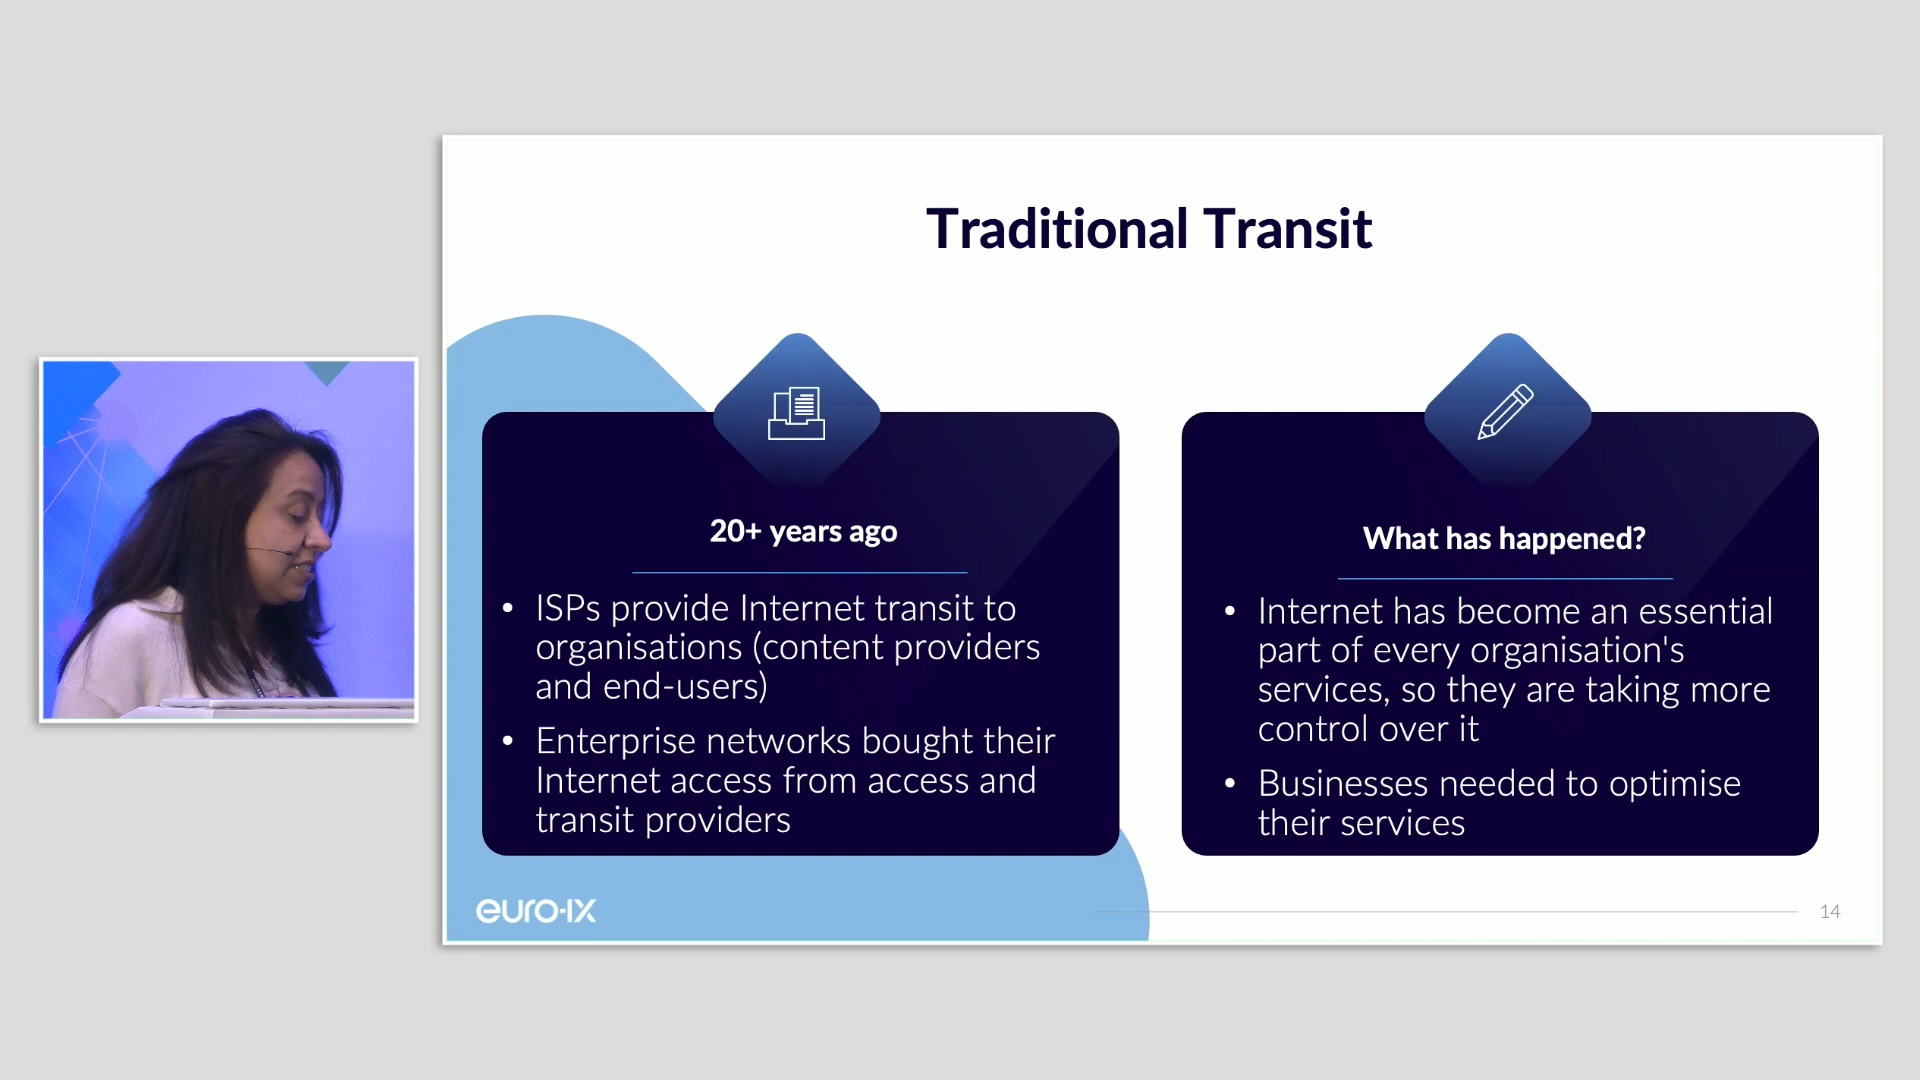 Traditional Transit
20+ years ago
• ISPs provide Internet transit to
organisations (content providers
and end-users)
• Enterprise networks bought their
Internet access from access and
transit providers
What has happened?
• Internet has become an essential
part of every organisation's
services, so they are taking more
control over it
• Businesses needed to optimise
their services
euro-ix
14